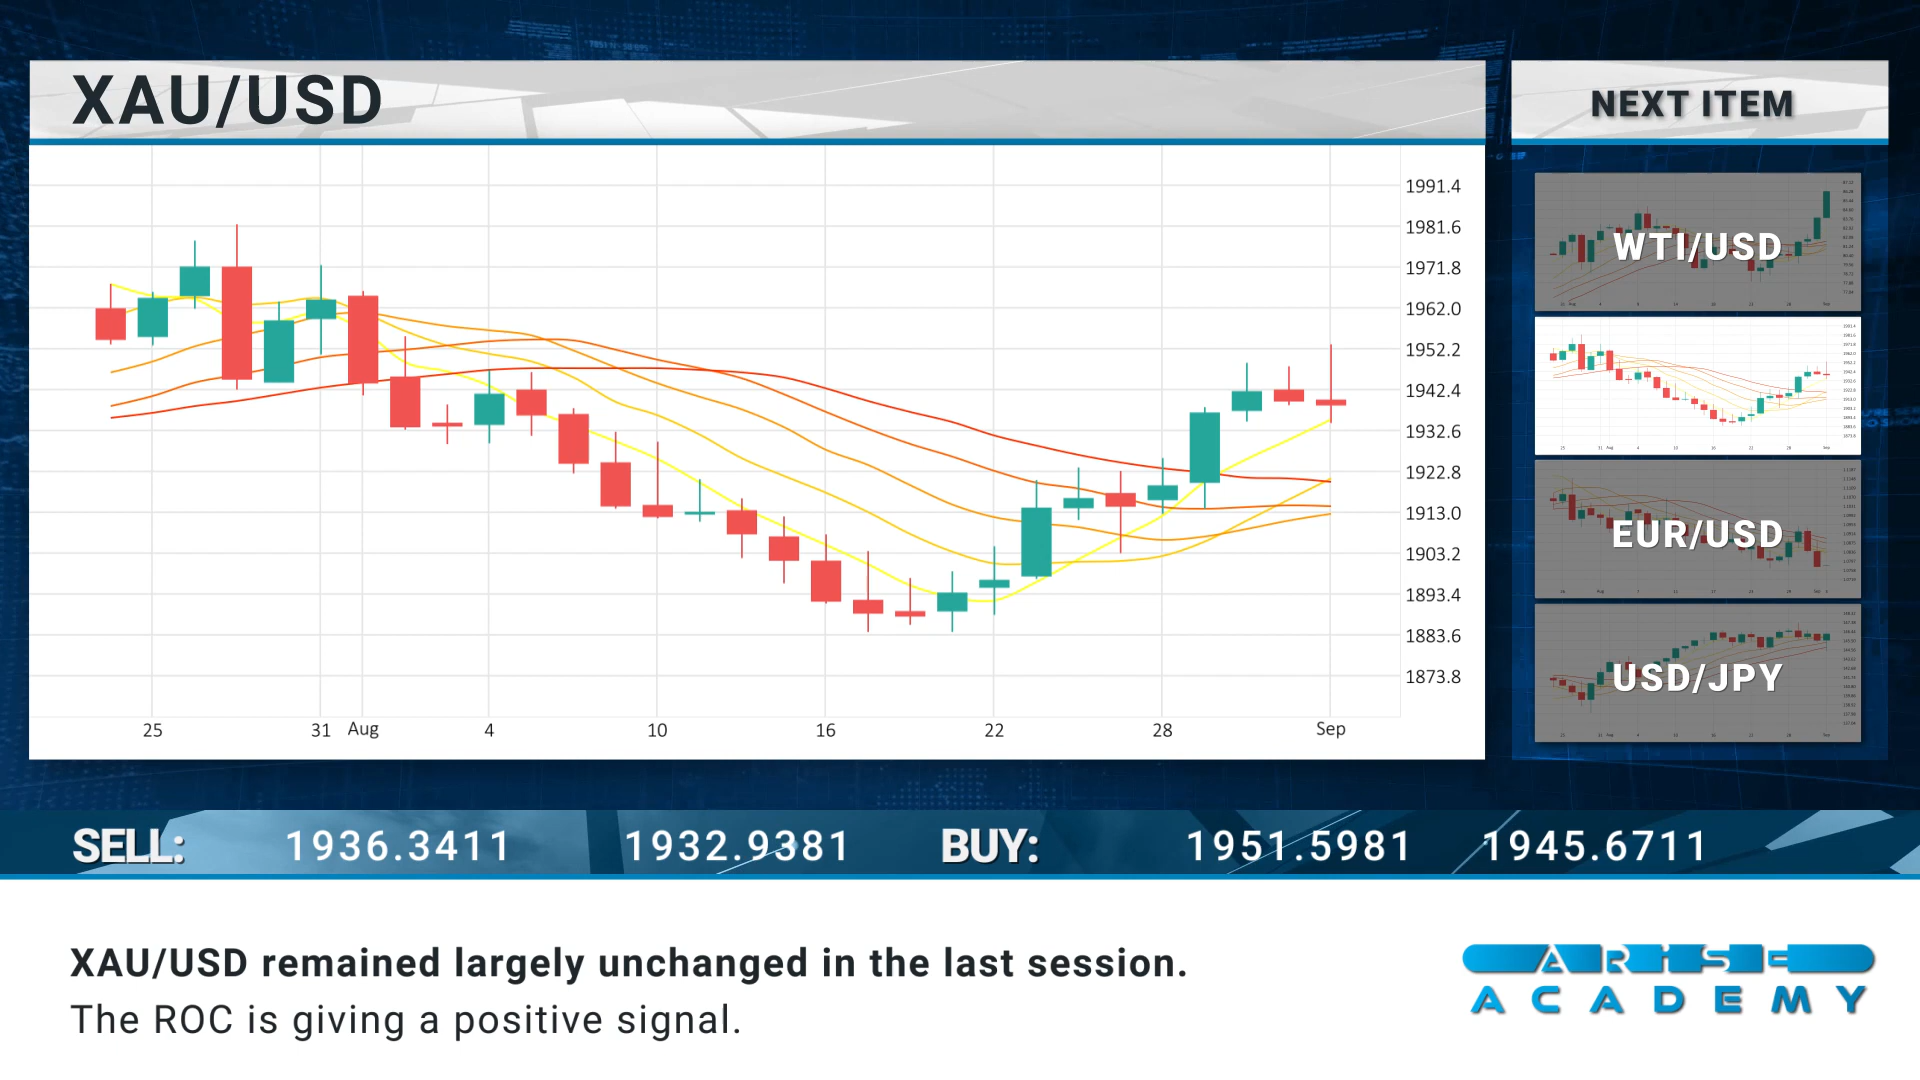 XAU/USD
NEXT ITEM
1991.4
1981.6
1971.8
1962.0
1952.2
1942.4
1932.6
1922.8
1913.0
1903.2
1893.4
1883.6
1873.8
25 31 Aug 4 10 16 22 28 Sep
WTI/USD
EUR/USD
USD/JPY
SELL: 1936.3411 1932.9381 BUY: 1951.5981 1945.6711
XAU/USD remained largely unchanged in the last session.
The ROC is giving a positive signal.
ARISE
ACADEMY